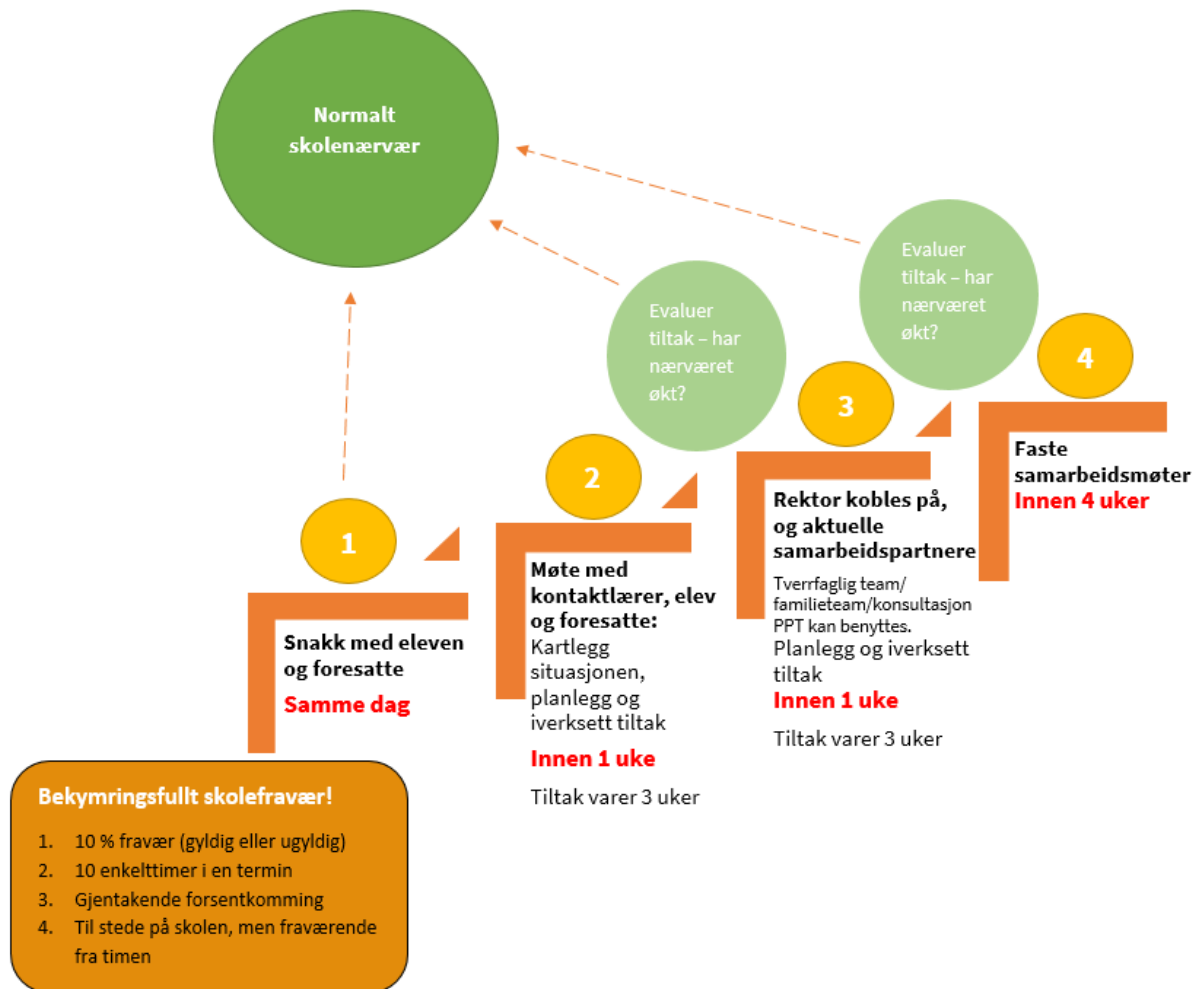 Normalt
skolenærvær
Evaluer
tiltak – har
nærværet
økt?
Evaluer
tiltak – har
nærværet
økt?
1
Snakk med eleven
og foresatte
Samme dag
2
Møte med
kontaktlærer, elev
og foresatte:
Kartlegg
situasjonen,
planlegg og
iverksett tiltak
Innen 1 uke
Tiltak varer 3 uker
3
Rektor kobles på,
og aktuelle
samarbeidspartnere
Tverrfaglig team/
familieteam/konsultasjon
PPT kan benyttes.
Planlegg og iverksett
tiltak
Innen 1 uke
Tiltak varer 3 uker
4
Faste
samarbeidsmøter
Innen 4 uker
Bekymringsfullt skolefravær!
1. 10 % fravær (gyldig eller ugyldig)
2. 10 enkelttimer i en termin
3. Gjentakende forsentkomming
4. Til stede på skolen, men fraværende
fra timen